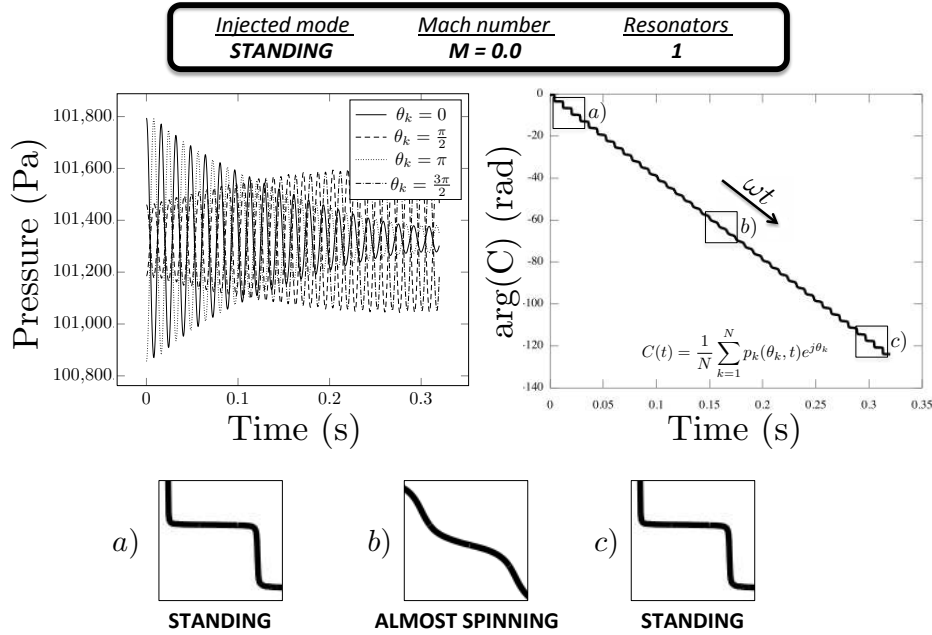 Injected mode Mach number Resonators
STANDING M = 0.0 1
101,800.
101,600.
101,400.
101,200.
101,000.
100,800.
0 0.1 0.2 0.3
Pressure (Pa)
Time (s)
θk = 0
θk = π/2
θk = π
θk = 3π/2
0
-20
-40
-60
-80
-100
-120
-140
0 0.05 0.1 0.15 0.2 0.25 0.3 0.35
arg(C) (rad)
Time (s)
a)
ωt
b)
c)
C(t) = 1/N ∑_{k=1}^{N} pk(θk, t)e^{jθk}
a) b) c)
STANDING ALMOST SPINNING STANDING